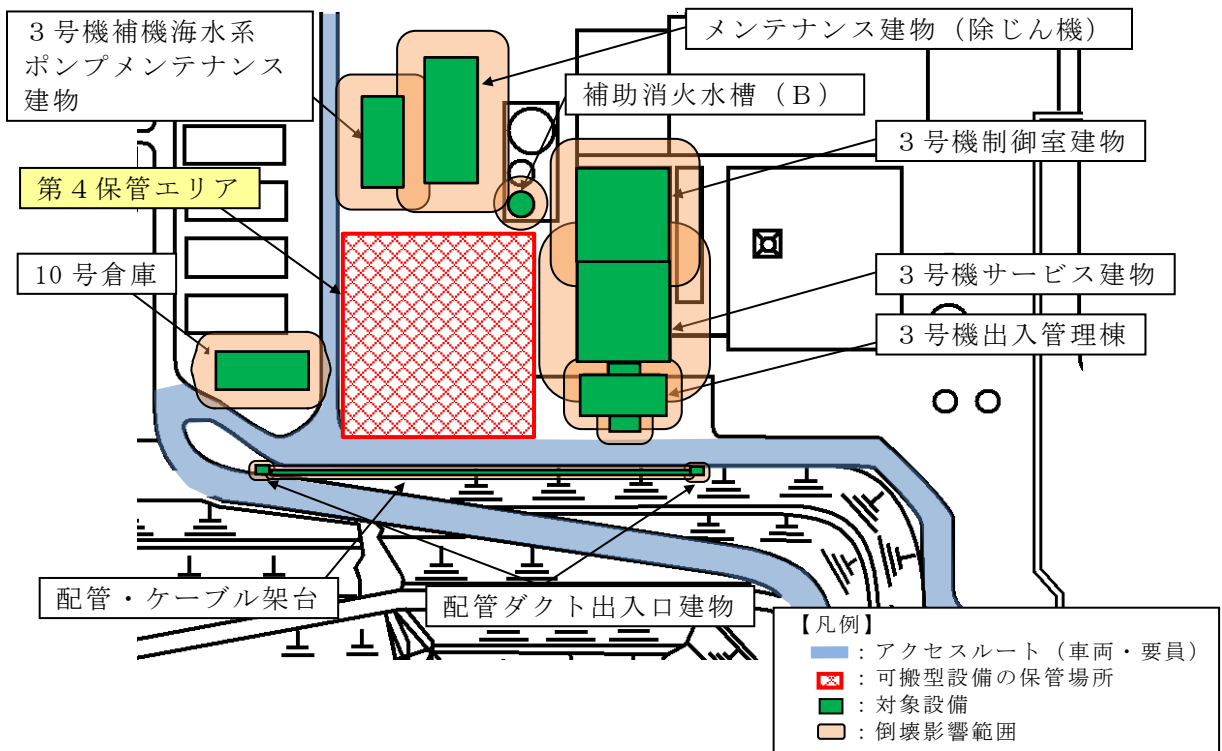 3号機補機海水系
ポンプメンテナンス
建物
メンテナンス建物（除じん機）
補助消火水槽（B）
3号機制御室建物
第4保管エリア
10号倉庫
3号機サービス建物
3号機出入管理棟
配管・ケーブル架台
配管ダクト出入口建物
【凡例】
：アクセスルート（車両・要員）
：可搬型設備の保管場所
：対象設備
：倒壊影響範囲